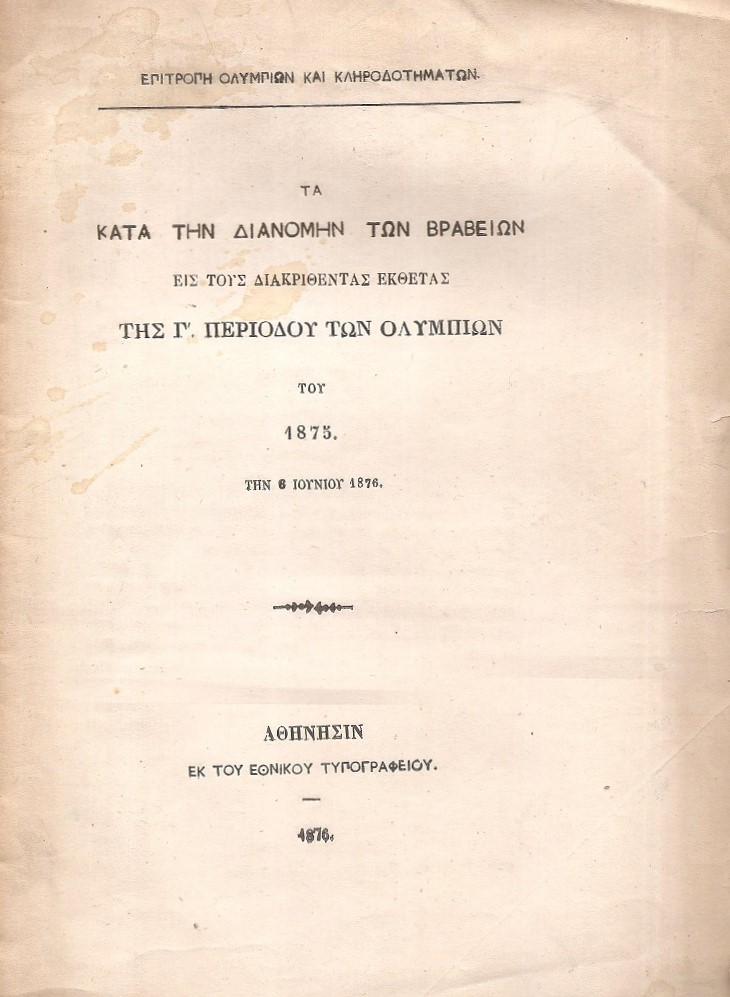 ΕΠΙΤΡΟΠΗ ΟΛΥΜΠΙΩΝ ΚΑΙ ΚΛΗΡΟΔΟΤΗΜΑΤΩΝ.
ΤΑ
ΚΑΤΑ ΤΗΝ ΔΙΑΝΟΜΗΝ ΤΩΝ ΒΡΑΒΕΙΩΝ
ΕΙΣ ΤΟΥΣ ΔΙΑΚΡΙΘΕΝΤΑΣ ΕΚΘΕΤΑΣ
ΤΗΣ Γ'. ΠΕΡΙΟΔΟΥ ΤΩΝ ΟΛΥΜΠΙΩΝ
ΤΟΥ
1875.
ΤΗΝ 6 ΙΟΥΝΙΟΥ 1876.
ΑΘΗΝΗΣΙΝ
ΕΚ ΤΟΥ ΕΘΝΙΚΟΥ ΤΥΠΟΓΡΑΦΕΙΟΥ.
1876.